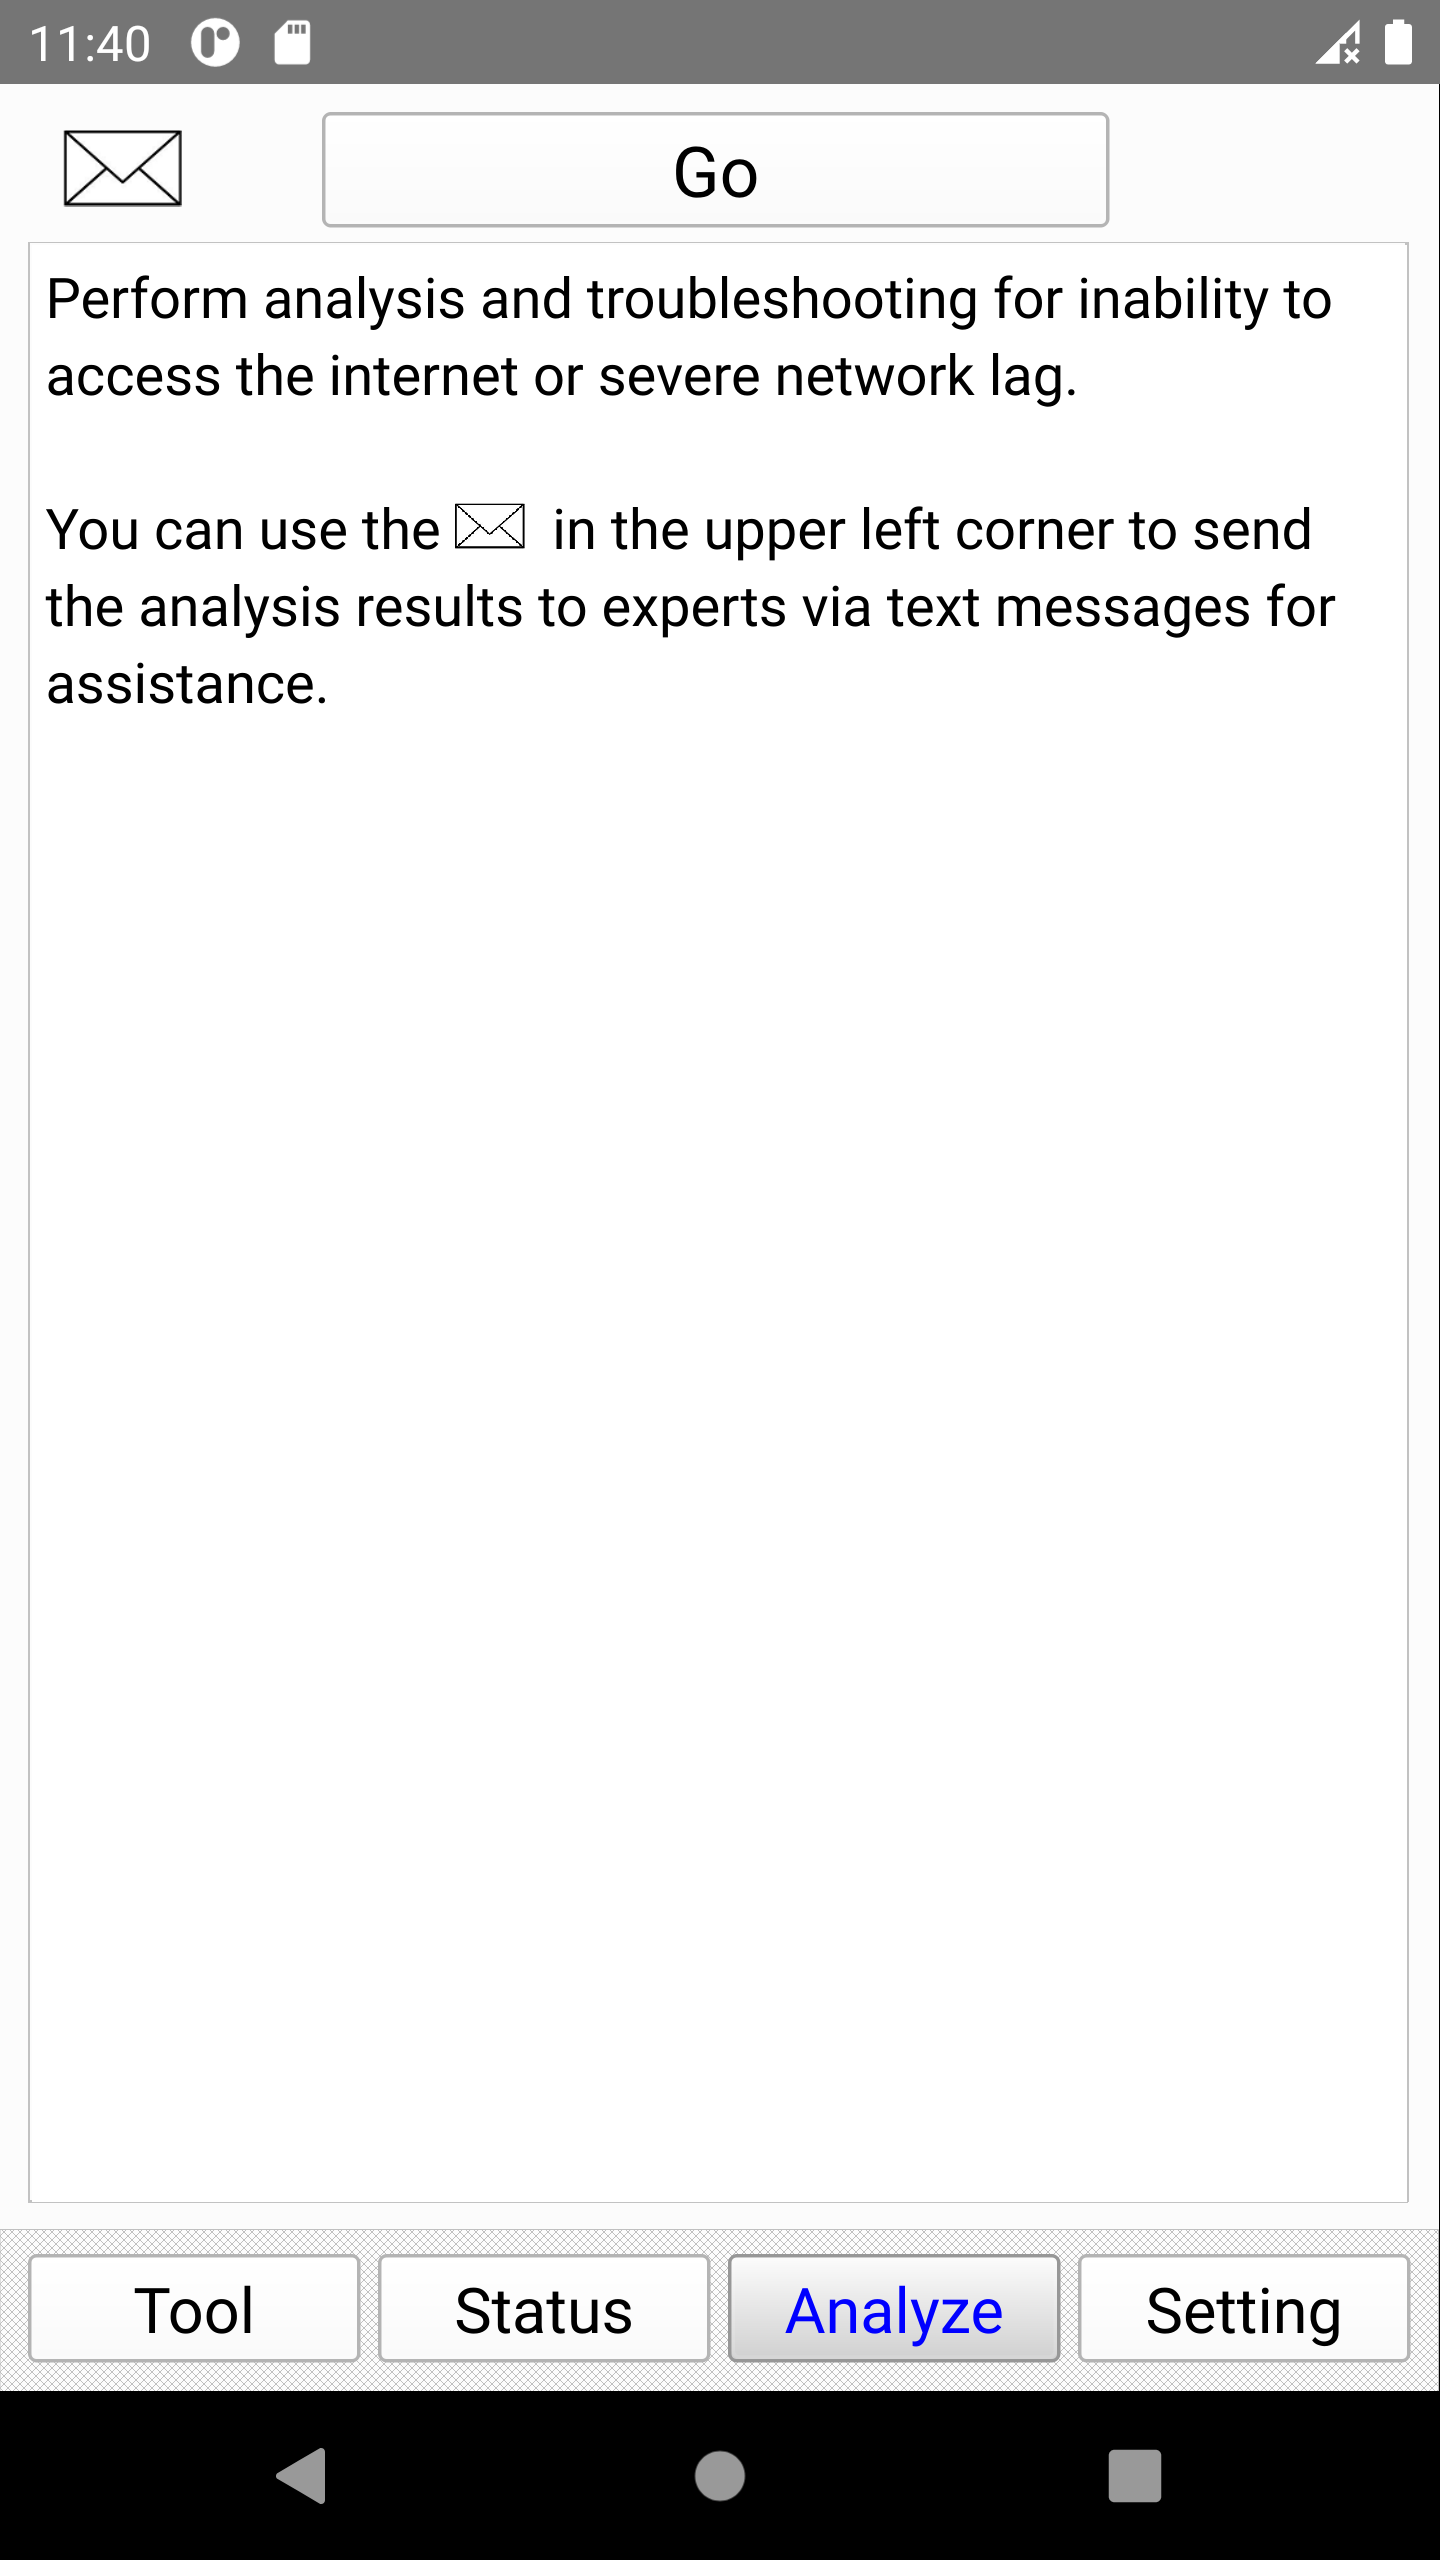 11:40
Go
Perform analysis and troubleshooting for inability to
access the internet or severe network lag.
You can use the in the upper left corner to send
the analysis results to experts via text messages for
assistance.
Tool
Status
Analyze
Setting